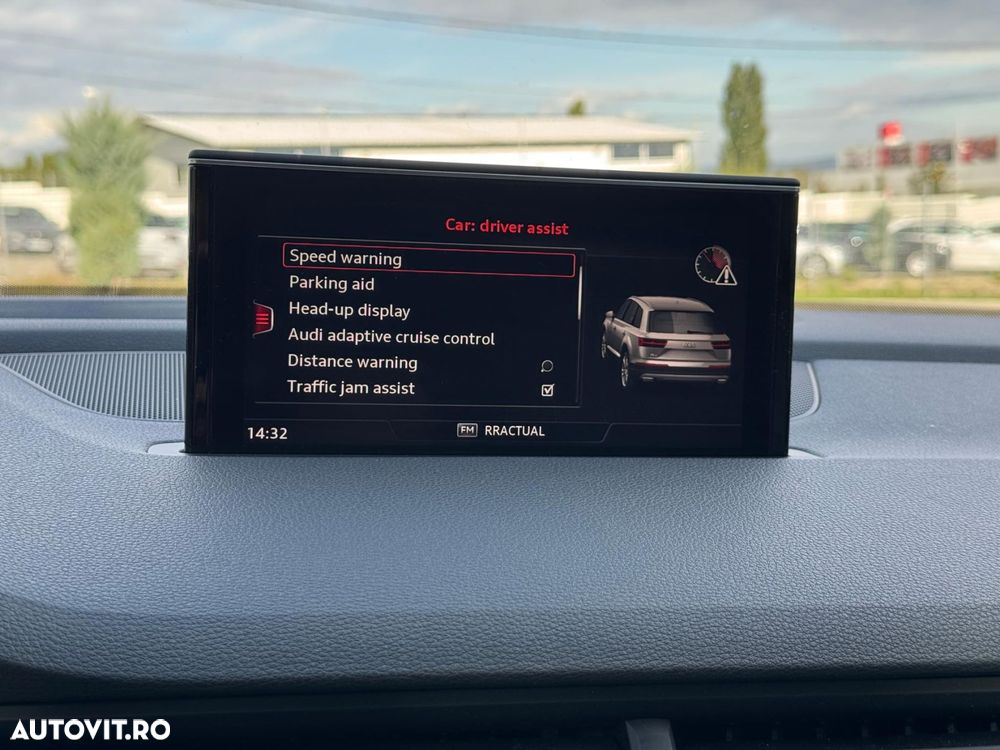 Car: driver assist
Speed warning
Parking aid
Head-up display
Audi adaptive cruise control
Distance warning
Traffic jam assist
14:32
FM RRACTUAL
AUTOVIT.RO